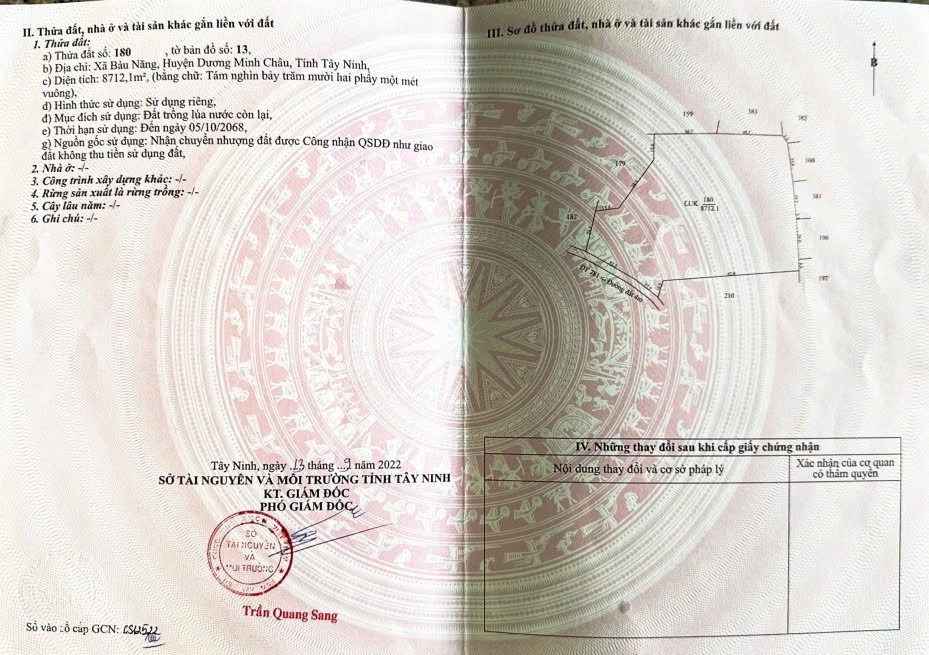 II. Thửa đất, nhà ở và tài sản khác gắn liền với đất
1. Thửa đất:
a) Thửa đất số: 180 , tờ bản đồ số: 13,
b) Địa chỉ: Xã Bàu Năng, Huyện Dương Minh Châu, Tỉnh Tây Ninh,
c) Diện tích: 8712,1m², (bằng chữ: Tám nghìn bảy trăm mười hai phẩy một mét
vuông),
d) Hình thức sử dụng: Sử dụng riêng,
đ) Mục đích sử dụng: Đất trồng lúa nước còn lại,
e) Thời hạn sử dụng: Đến ngày 05/10/2068,
g) Nguồn gốc sử dụng: Nhận chuyển nhượng đất được Công nhận QSDĐ như giao
đất không thu tiền sử dụng đất,
2. Nhà ở: -/-
3. Công trình xây dựng khác: -/-
4. Rừng sản xuất là rừng trồng: -/-
5. Cây lâu năm: -/-
6. Ghi chú: -/-
Tây Ninh, ngày 13 tháng 9 năm 2022
SỞ TÀI NGUYÊN VÀ MÔI TRƯỜNG TỈNH TÂY NINH
KT. GIÁM ĐỐC
PHÓ GIÁM ĐỐC
SỞ
TÀI NGUYÊN
VÀ
MÔI TRƯỜNG
Trần Quang Sang
Số vào sổ cấp GCN:
III. Sơ đồ thửa đất, nhà ở và tài sản khác gắn liền với đất
B
159
383
382
179
168
LUK 180
8712.1
381
182
196
197
210
Đường đất 4m
IV. Những thay đổi sau khi cấp giấy chứng nhận
Nội dung thay đổi và cơ sở pháp lý
Xác nhận của cơ quan
có thẩm quyền